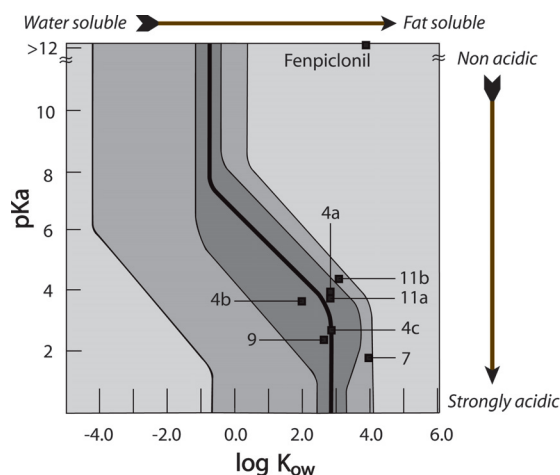 Water soluble
Fat soluble
>12
Fenpiclonil
Non acidic
10
8
pKa
6
4a
11b
4
4b
11a
4c
9
7
2
Strongly acidic
-4.0
-2.0
0.0
2.0
4.0
6.0
log Kow